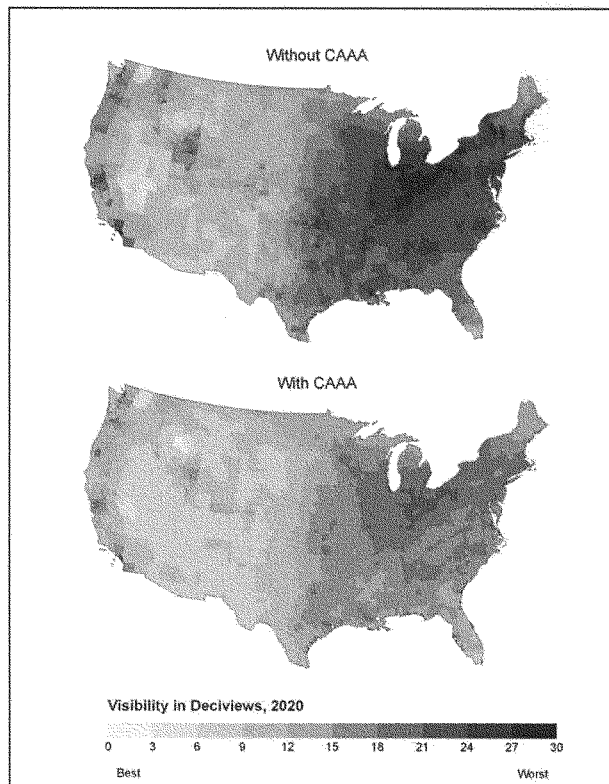 Without CAAA
With CAAA
Visibility in Deciviews, 2020
0 3 6 9 12 15 18 21 24 27 30
Best Worst